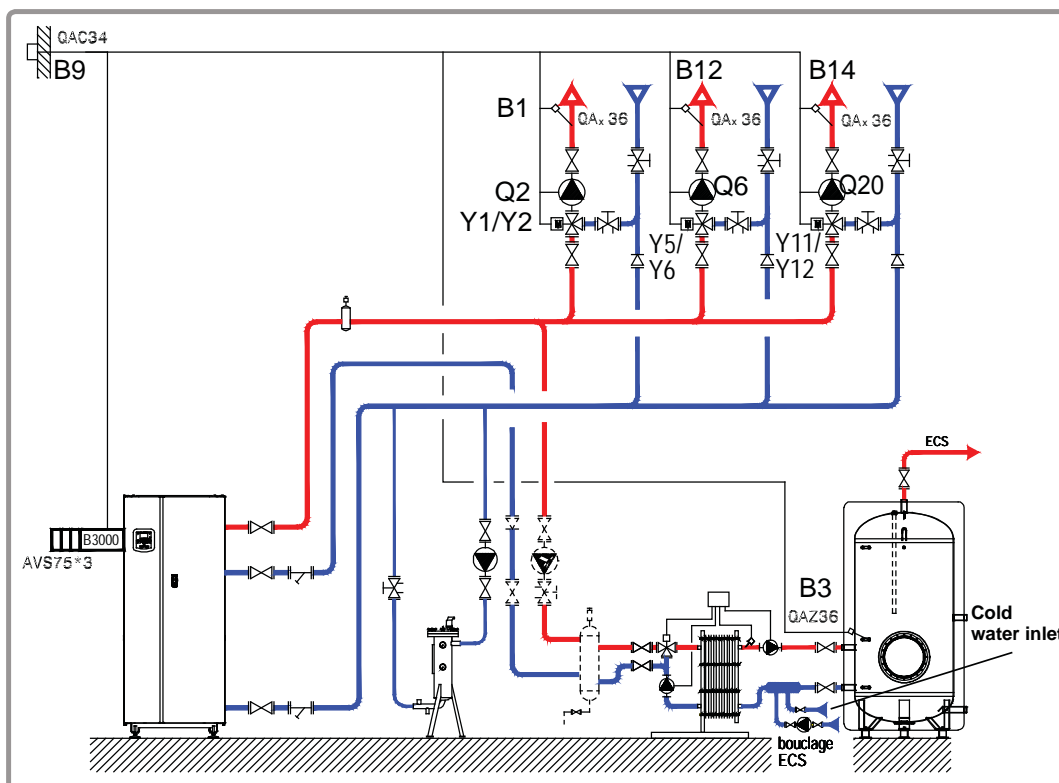 QAC34
B9
B12
B14
B1
QAx 36
QAx 36
QAx 36
Q2
Q6
Q20
Y1/Y2
Y5/
Y6
Y11/
Y12
ECS
B3000
AVS75*3
B3
QAZ36
Cold
water inlet
bouclage
ECS